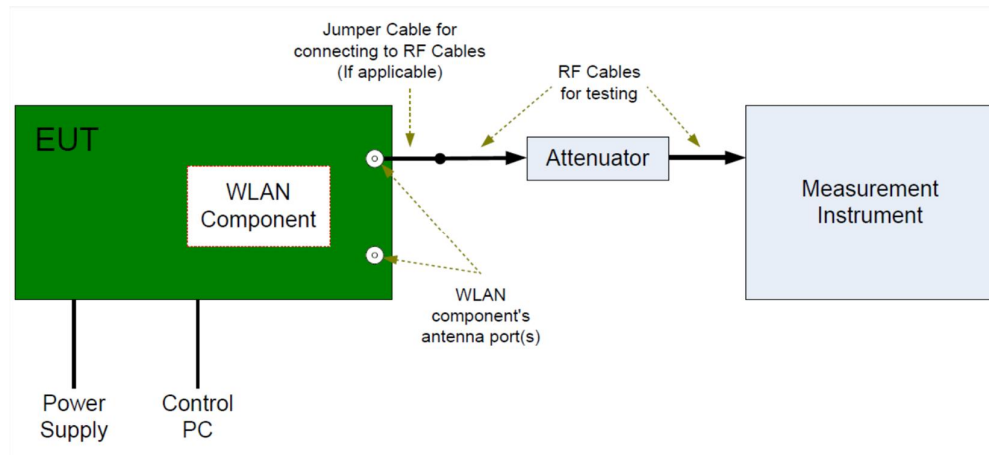 Jumper Cable for
connecting to RF Cables
(If applicable)
RF Cables
for testing
EUT
WLAN
Component
Attenuator
Measurement
Instrument
WLAN
component's
antenna port(s)
Power
Supply
Control
PC